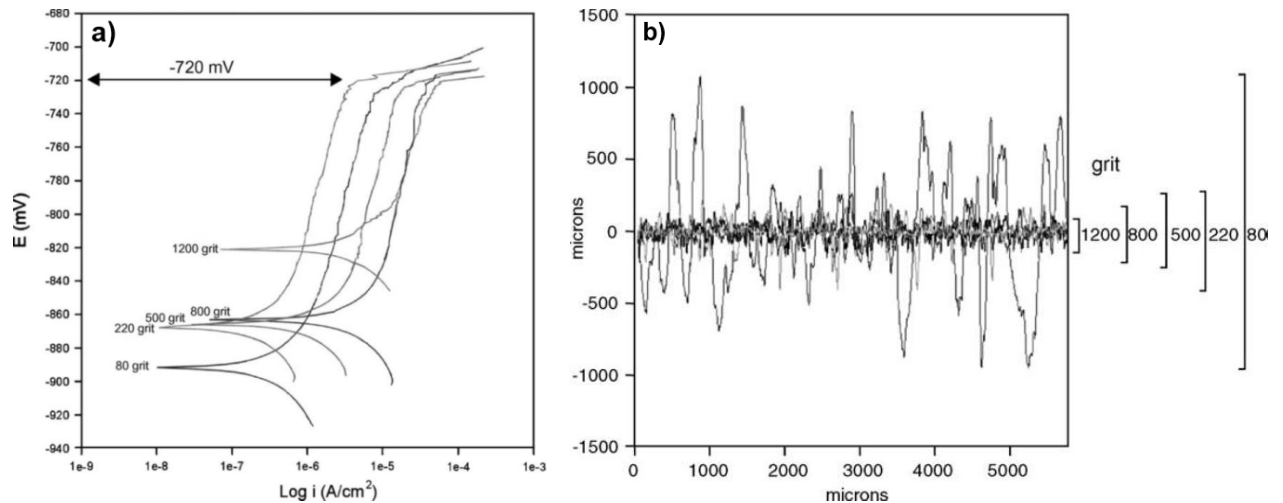 a)
-680
-700
-720
-740
-760
-780
-800
-820
-840
-860
-880
-900
-920
-940
E (mV)
-720 mV
1200 grit
800 grit
500 grit
220 grit
80 grit
1e-9 1e-8 1e-7 1e-6 1e-5 1e-4 1e-3
Log i (A/cm²)
b)
1500
1000
500
0
-500
-1000
-1500
microns
0 1000 2000 3000 4000 5000
microns
grit
1200 800 500 220 80